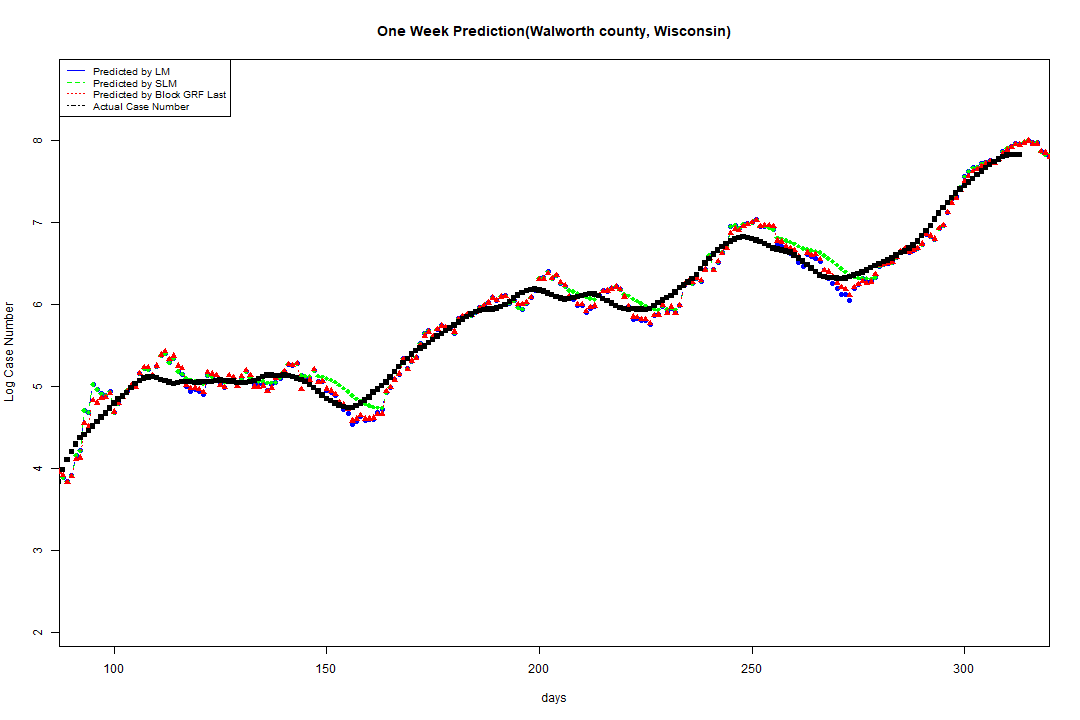 One Week Prediction(Walworth county, Wisconsin)
Predicted by LM
Predicted by SLM
Predicted by Block GRF Last
Actual Case Number
8
7
6
5
4
3
2
Log Case Number
100 150 200 250 300
days